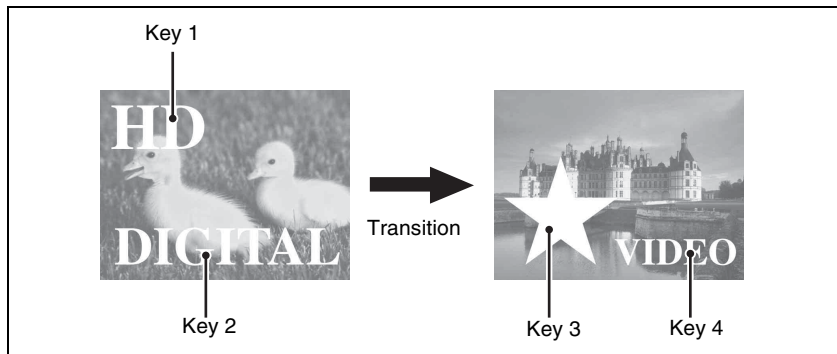 Key 1
HD
DIGITAL
Key 2
Transition
VIDEO
Key 3
Key 4